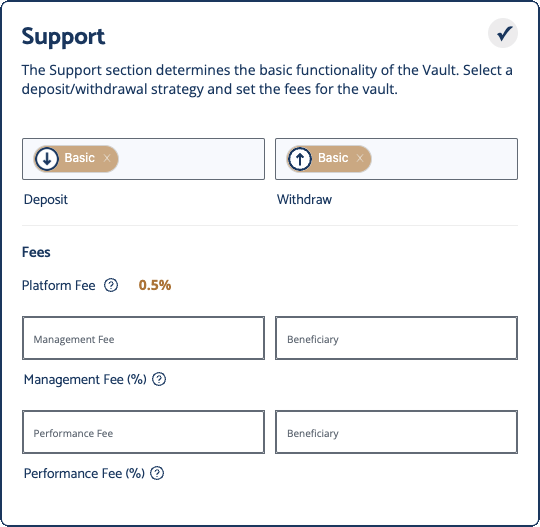 Support
The Support section determines the basic functionality of the Vault. Select a
deposit/withdrawal strategy and set the fees for the vault.
Basic x Basic x
Deposit Withdraw
Fees
Platform Fee ? 0.5%
Management Fee Beneficiary
Management Fee (%) ?
Performance Fee Beneficiary
Performance Fee (%) ?